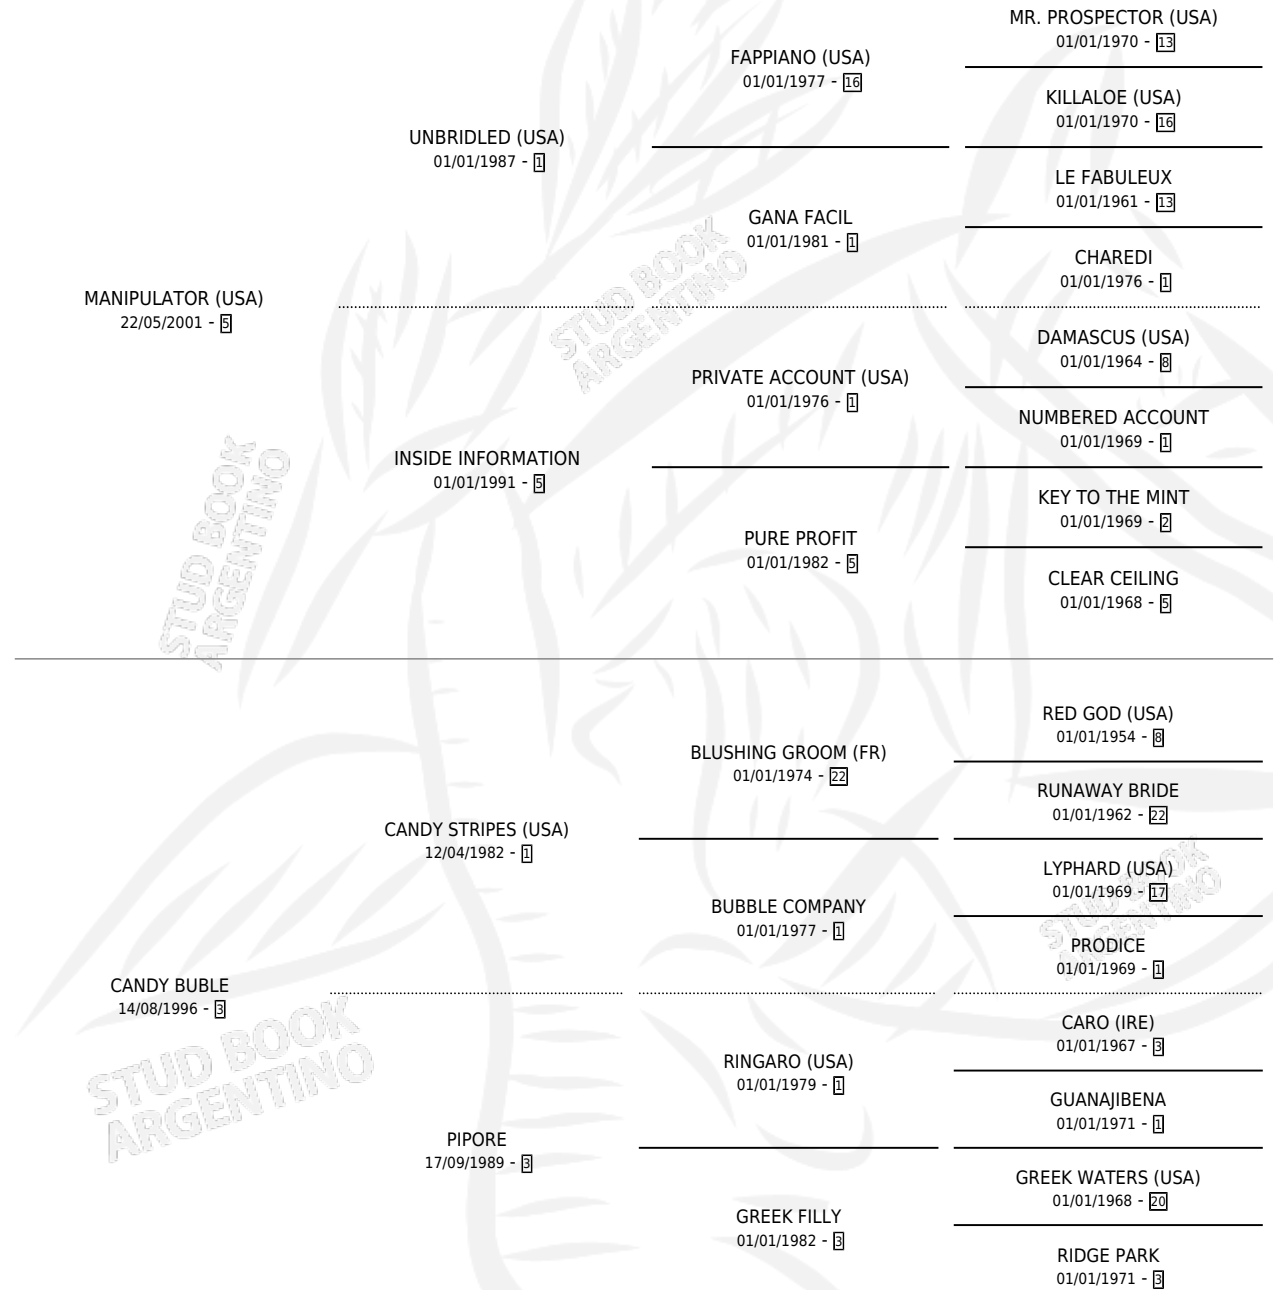 MR. PROSPECTOR (USA)
01/01/1970 - 13
FAPPIANO (USA)
01/01/1977 - 16
KILLALOE (USA)
01/01/1970 - 16
UNBRIDLED (USA)
01/01/1987 - 1
LE FABULEUX
01/01/1961 - 13
GANA FACIL
01/01/1981 - 1
CHAREDI
01/01/1976 - 1
MANIPULATOR (USA)
22/05/2001 - 5
DAMASCUS (USA)
01/01/1964 - 8
PRIVATE ACCOUNT (USA)
01/01/1976 - 1
NUMBERED ACCOUNT
01/01/1969 - 1
INSIDE INFORMATION
01/01/1991 - 5
KEY TO THE MINT
01/01/1969 - 2
PURE PROFIT
01/01/1982 - 5
CLEAR CEILING
01/01/1968 - 5
RED GOD (USA)
01/01/1954 - 8
BLUSHING GROOM (FR)
01/01/1974 - 22
RUNAWAY BRIDE
01/01/1962 - 22
CANDY STRIPES (USA)
12/04/1982 - 1
LYPHARD (USA)
01/01/1969 - 17
BUBBLE COMPANY
01/01/1977 - 1
PRODICE
01/01/1969 - 1
CANDY BUBLE
14/08/1996 - 3
CARO (IRE)
01/01/1967 - 3
RINGARO (USA)
01/01/1979 - 1
GUANAJIBENA
01/01/1971 - 1
PIPORE
17/09/1989 - 3
GREEK WATERS (USA)
01/01/1968 - 20
GREEK FILLY
01/01/1982 - 3
RIDGE PARK
01/01/1971 - 3
STUD BOOK
ARGENTINO
STUD BOOK
ARGENTINO
STUD BOOK
ARGENTINO
STUD BOOK
ARGENTINO